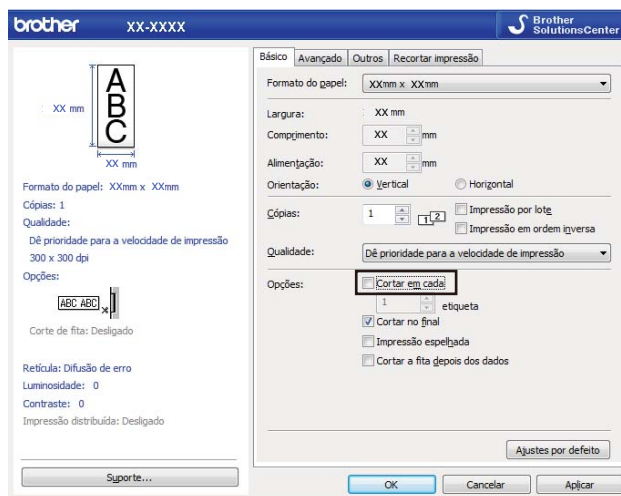 brother XX-XXXX
Brother
SolutionsCenter
A
B
C
XX mm
XX mm
Formato do papel: XXmm x XXmm
Cópias: 1
Qualidade:
Dê prioridade para a velocidade de impressão
300 x 300 dpi
Opções:
ABC ABC
Corte de fita: Desligado
Retícula: Difusão de erro
Luminosidade: 0
Contraste: 0
Impressão distribuída: Desligado
Suporte...
Básico Avançado Outros Recortar impressão
Formato do papel: XXmm x XXmm
Largura: XX mm
Comprimento: XX mm
Alimentação: XX mm
Orientação: Vertical Horizontal
Cópias: 1 1 2 Impressão por lote
Impressão em ordem inversa
Qualidade: Dê prioridade para a velocidade de impressão
Opções: Cortar em cada
1 etiqueta
Cortar no final
Impressão espelhada
Cortar a fita depois dos dados
Ajustes por defeito
OK Cancelar Aplicar